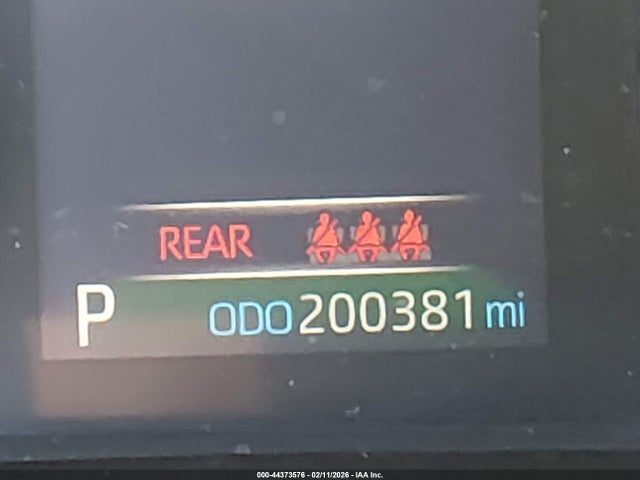 REAR
P ODO 200381 mi
000-44373576 - 02/11/2026 - IAA Inc.